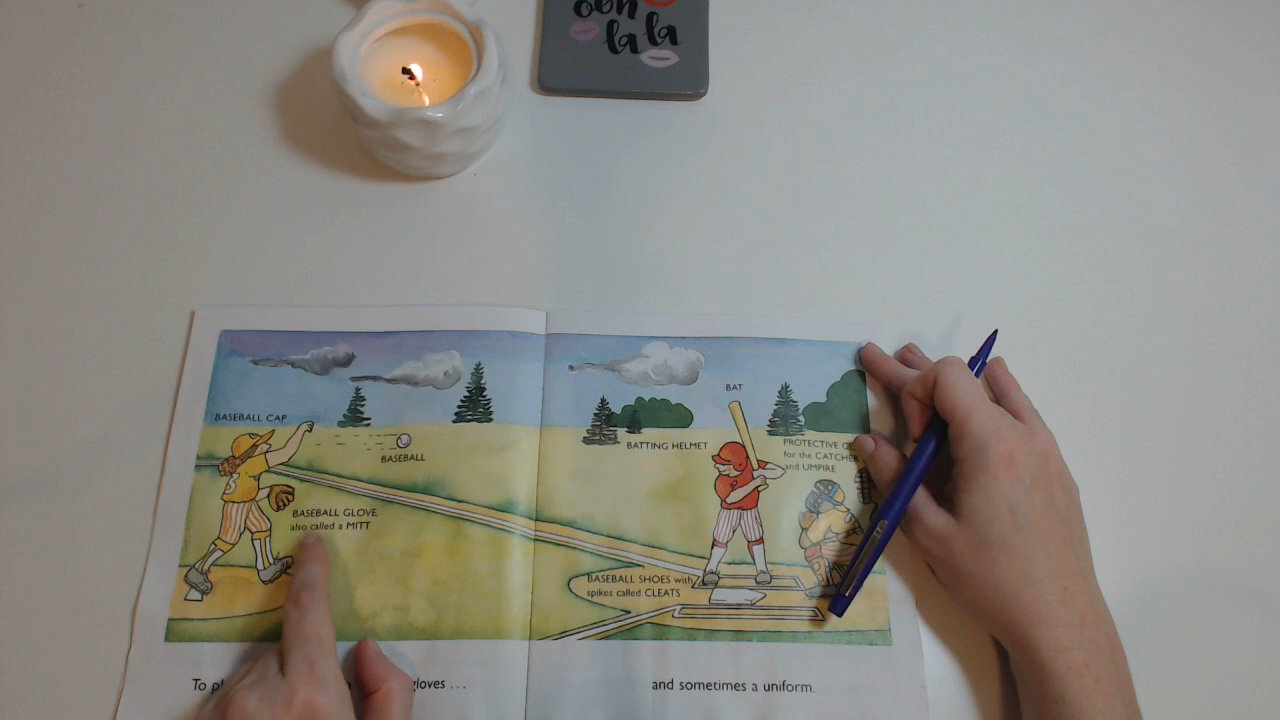 ooh
la la
BASEBALL CAP
BASEBALL
BASEBALL GLOVE
also called a MITT
BAT
BATTING HELMET
PROTECTIVE
for the CATCHER
and UMPIRE
BASEBALL SHOES with
spikes called CLEATS
To gloves ...
and sometimes a uniform.